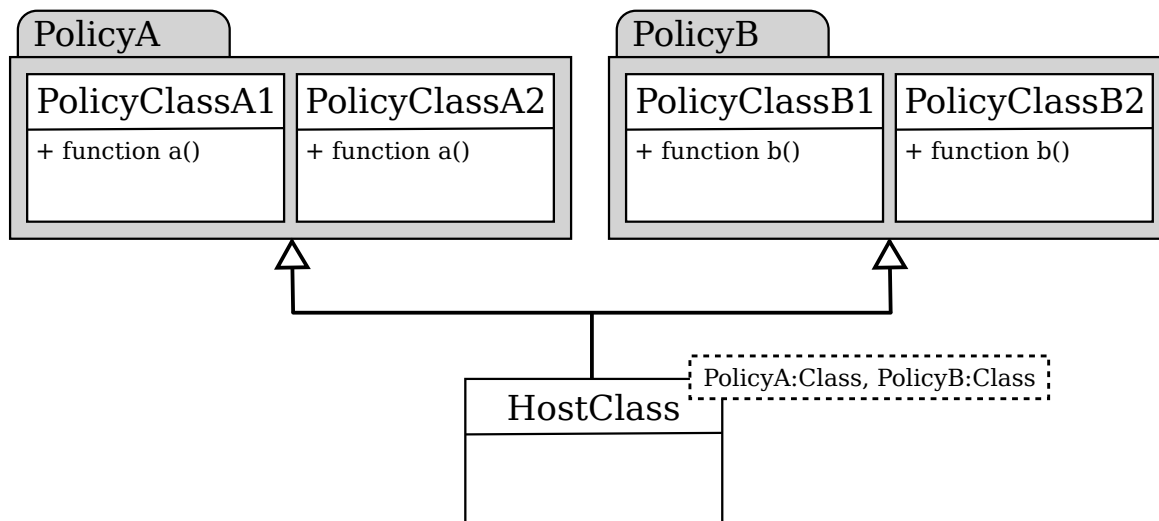 PolicyA
PolicyClassA1
+ function a()
PolicyClassA2
+ function a()
PolicyB
PolicyClassB1
+ function b()
PolicyClassB2
+ function b()
PolicyA:Class, PolicyB:Class
HostClass